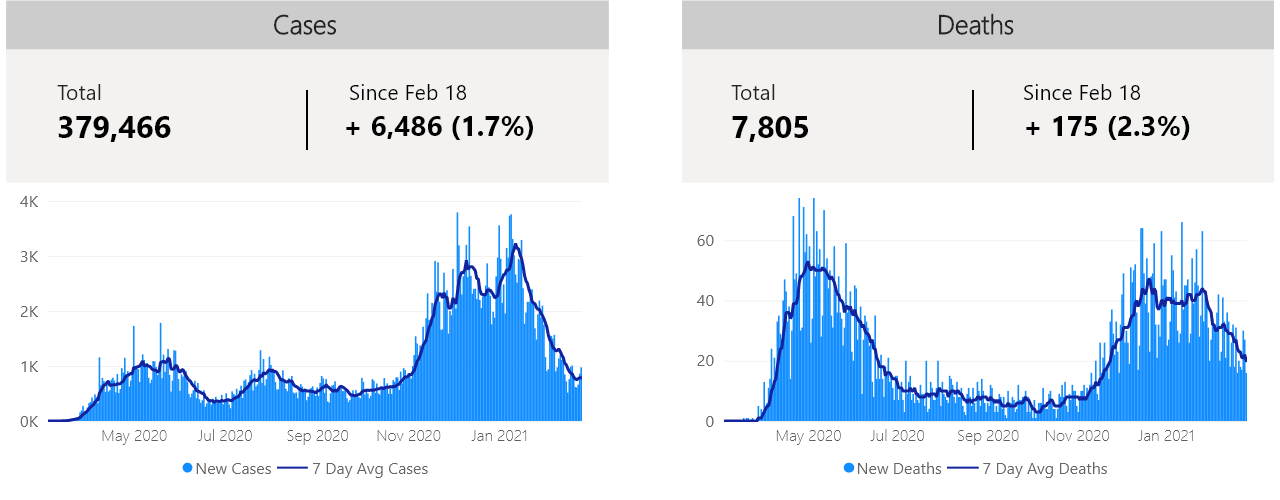 Cases
Total
379,466
Since Feb 18
+ 6,486 (1.7%)
4K
3K
2K
1K
0K
May 2020 Jul 2020 Sep 2020 Nov 2020 Jan 2021
New Cases 7 Day Avg Cases
Deaths
Total
7,805
Since Feb 18
+ 175 (2.3%)
60
40
20
0
May 2020 Jul 2020 Sep 2020 Nov 2020 Jan 2021
New Deaths 7 Day Avg Deaths